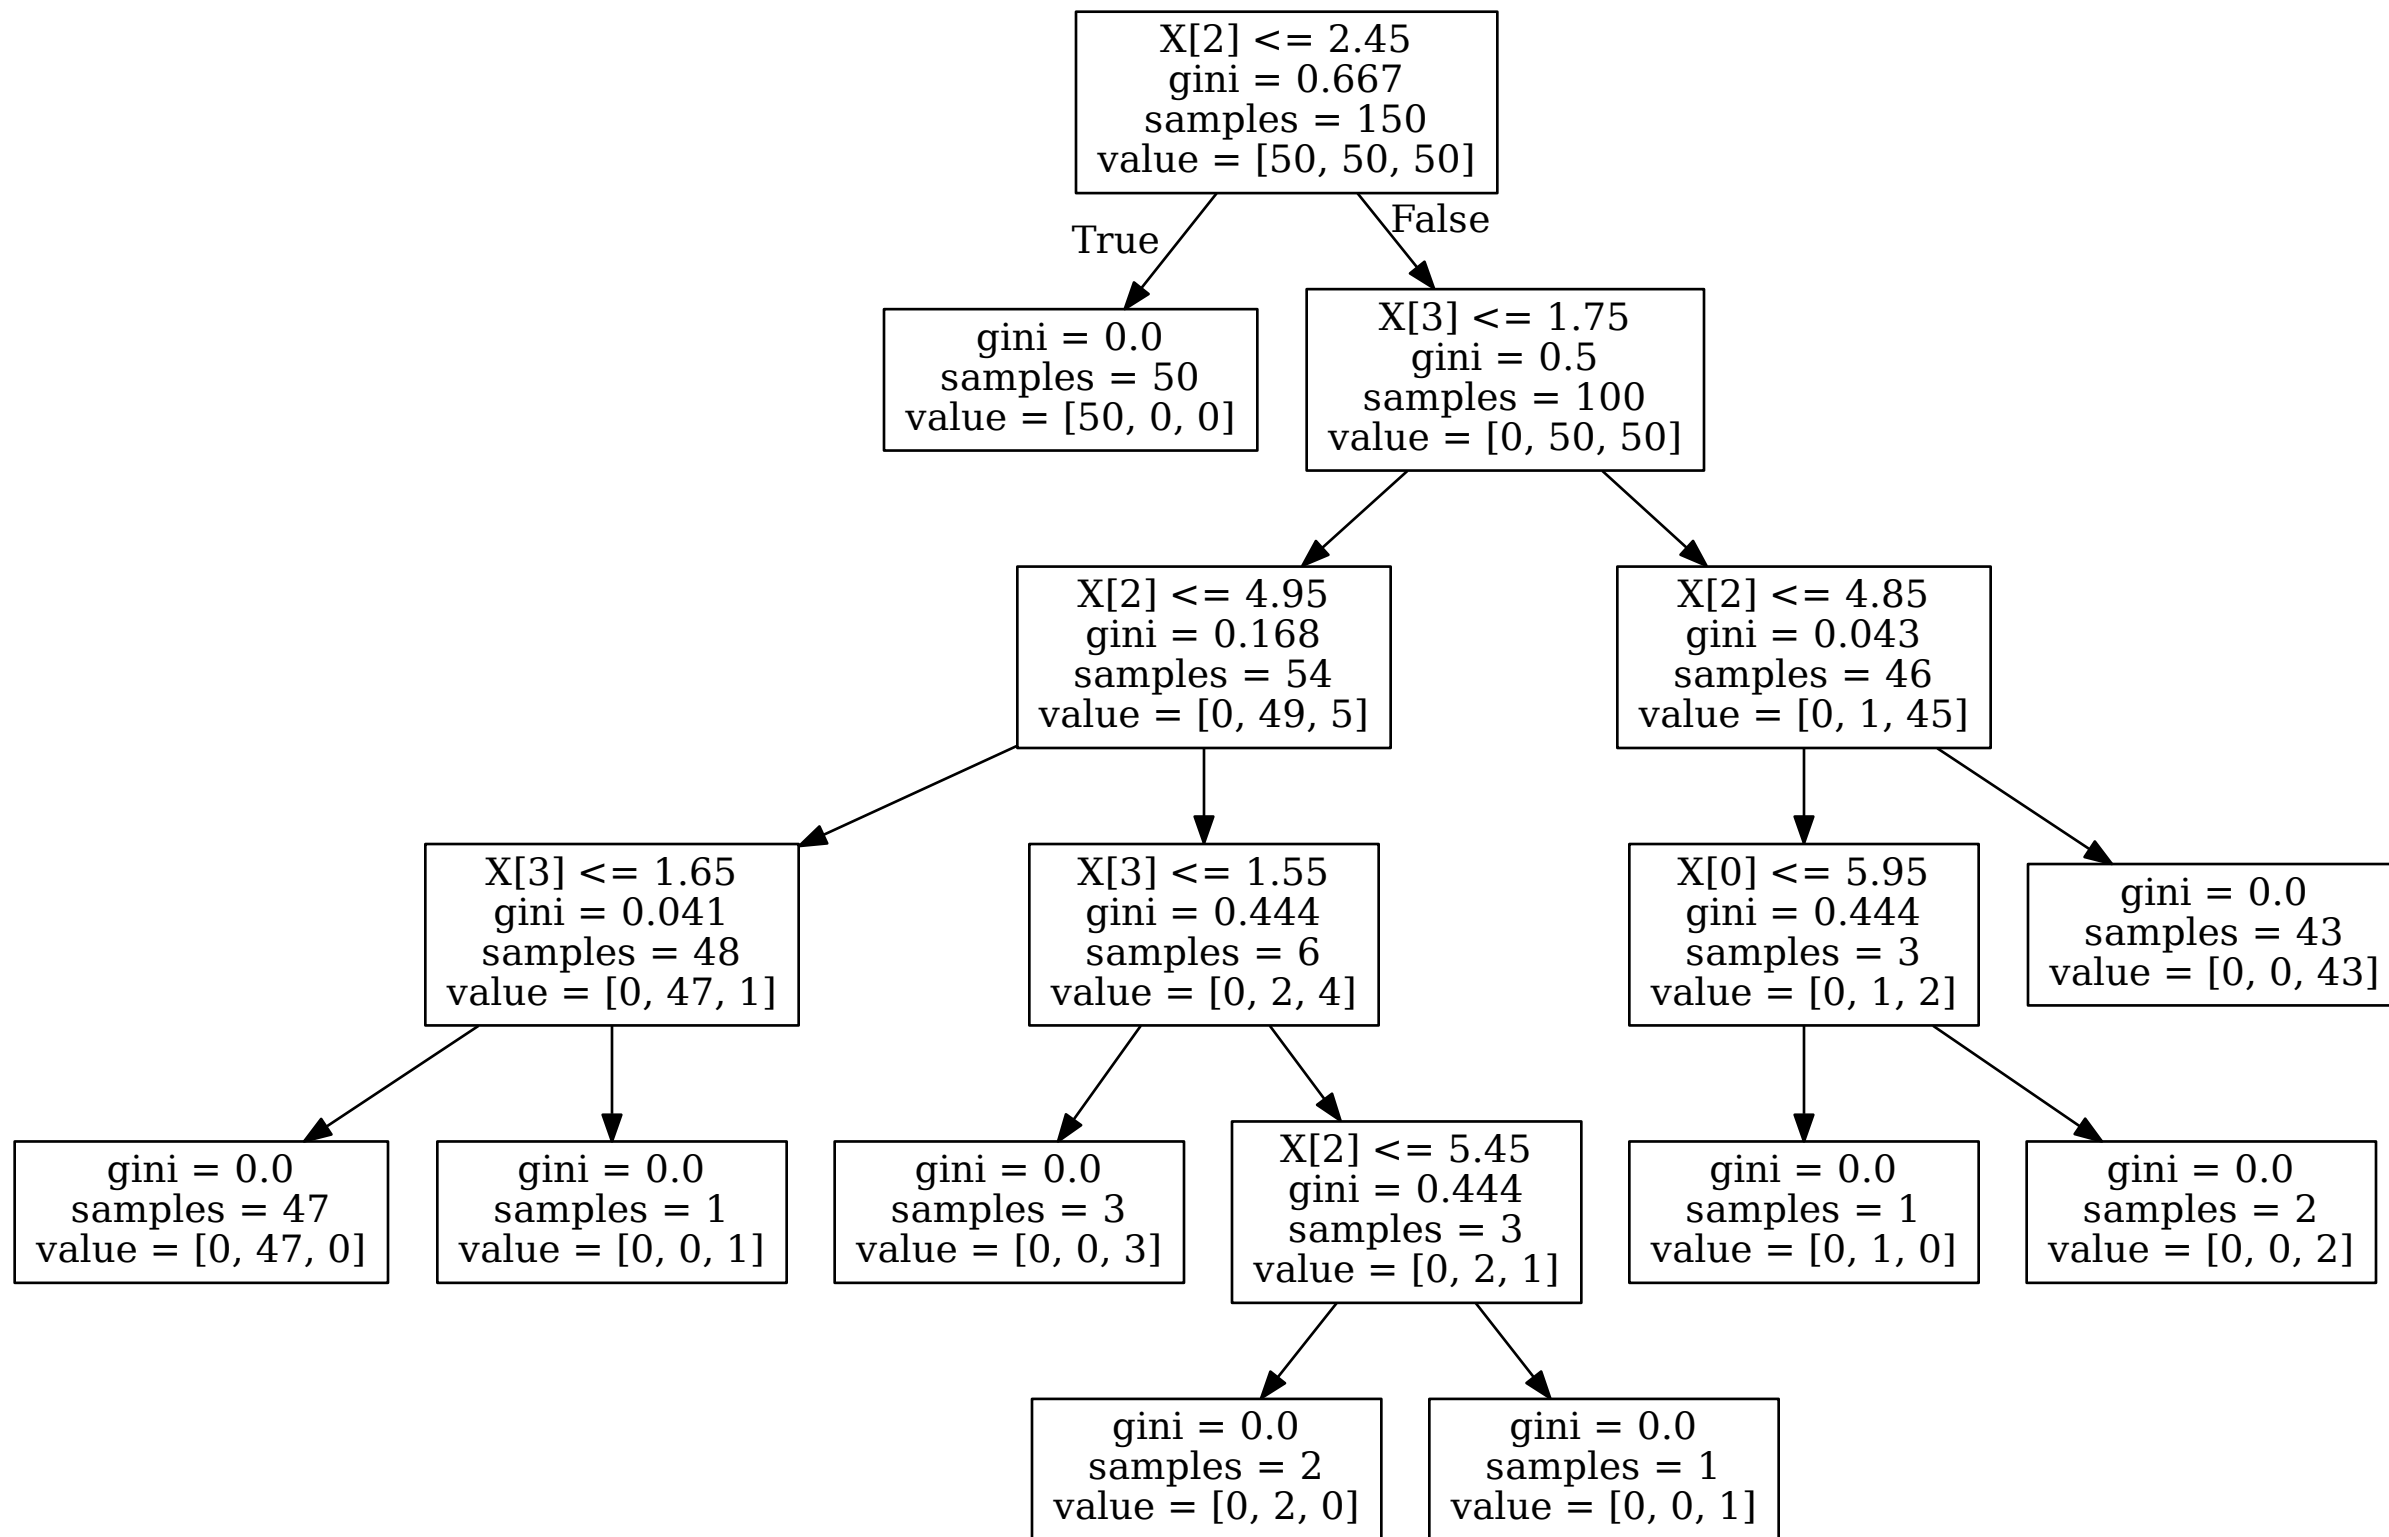 X[2] <= 2.45
gini = 0.667
samples = 150
value = [50, 50, 50]
True
False
gini = 0.0
samples = 50
value = [50, 0, 0]
X[3] <= 1.75
gini = 0.5
samples = 100
value = [0, 50, 50]
X[2] <= 4.95
gini = 0.168
samples = 54
value = [0, 49, 5]
X[2] <= 4.85
gini = 0.043
samples = 46
value = [0, 1, 45]
X[3] <= 1.65
gini = 0.041
samples = 48
value = [0, 47, 1]
X[3] <= 1.55
gini = 0.444
samples = 6
value = [0, 2, 4]
X[0] <= 5.95
gini = 0.444
samples = 3
value = [0, 1, 2]
gini = 0.0
samples = 43
value = [0, 0, 43]
gini = 0.0
samples = 47
value = [0, 47, 0]
gini = 0.0
samples = 1
value = [0, 0, 1]
gini = 0.0
samples = 3
value = [0, 0, 3]
X[2] <= 5.45
gini = 0.444
samples = 3
value = [0, 2, 1]
gini = 0.0
samples = 1
value = [0, 1, 0]
gini = 0.0
samples = 2
value = [0, 0, 2]
gini = 0.0
samples = 2
value = [0, 2, 0]
gini = 0.0
samples = 1
value = [0, 0, 1]